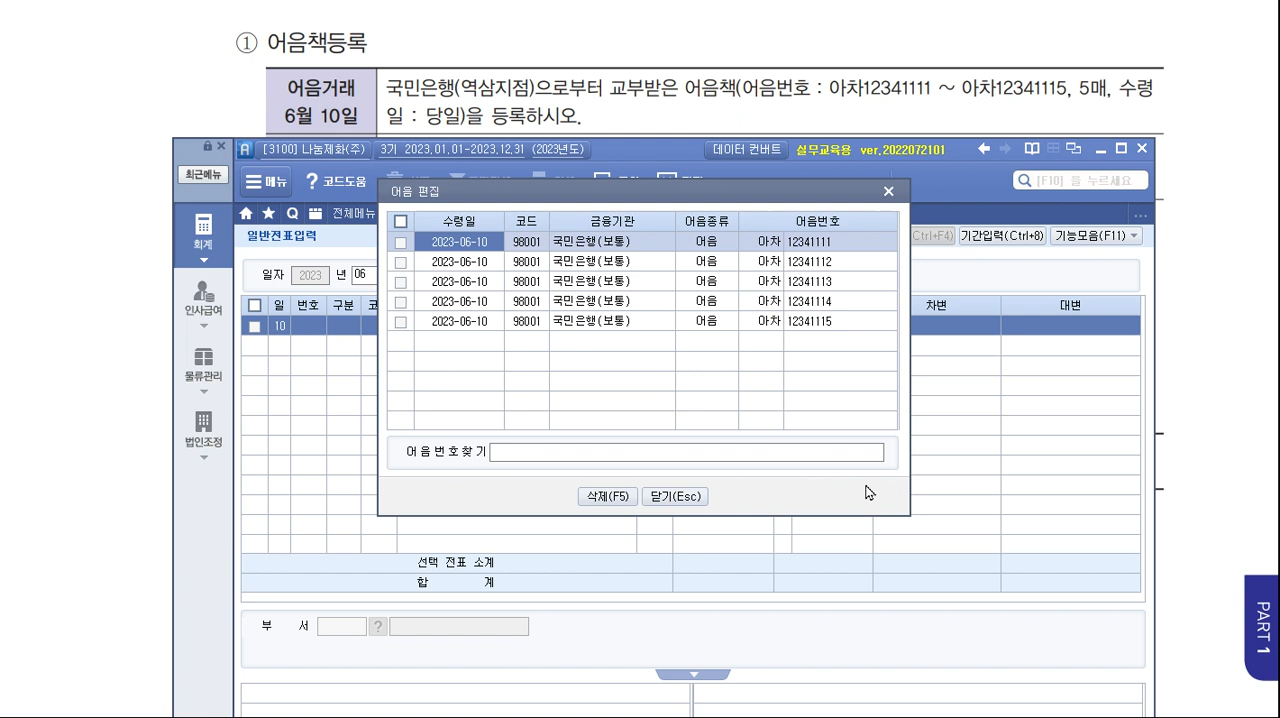 ① 어음책등록
어음거래
6월 10일
국민은행(역삼지점)으로부터 교부받은 어음책(어음번호 : 아차12341111 ～ 아차12341115, 5매, 수령
일 : 당일)을 등록하시오.
[3100] 나눔제화(주) 3기 2023.01.01~2023.12.31 (2023년도) 데이터 컨버트 실무교육용 ver.2022072101
최근메뉴
메뉴 ? 코드도움 [F10] 을 누르세요
어음 편집
전체메뉴
회계
일반전표입력
Ctrl+F4) 기간입력(Ctrl+8) 기능모음(F11)
수령일 코드 금융기관 어음종류 어음번호
2023-06-10 98001 국민은행(보통) 어음 아차 12341111
2023-06-10 98001 국민은행(보통) 어음 아차 12341112
2023-06-10 98001 국민은행(보통) 어음 아차 12341113
2023-06-10 98001 국민은행(보통) 어음 아차 12341114
2023-06-10 98001 국민은행(보통) 어음 아차 12341115
일자 2023 년 06
일 번호 구분 차변 대변
10
인사급여
물류관리
법인조정
어음번호찾기
삭제(F5) 닫기(Esc)
선택 전표 소계
합 계
부 서 ?
PART 1